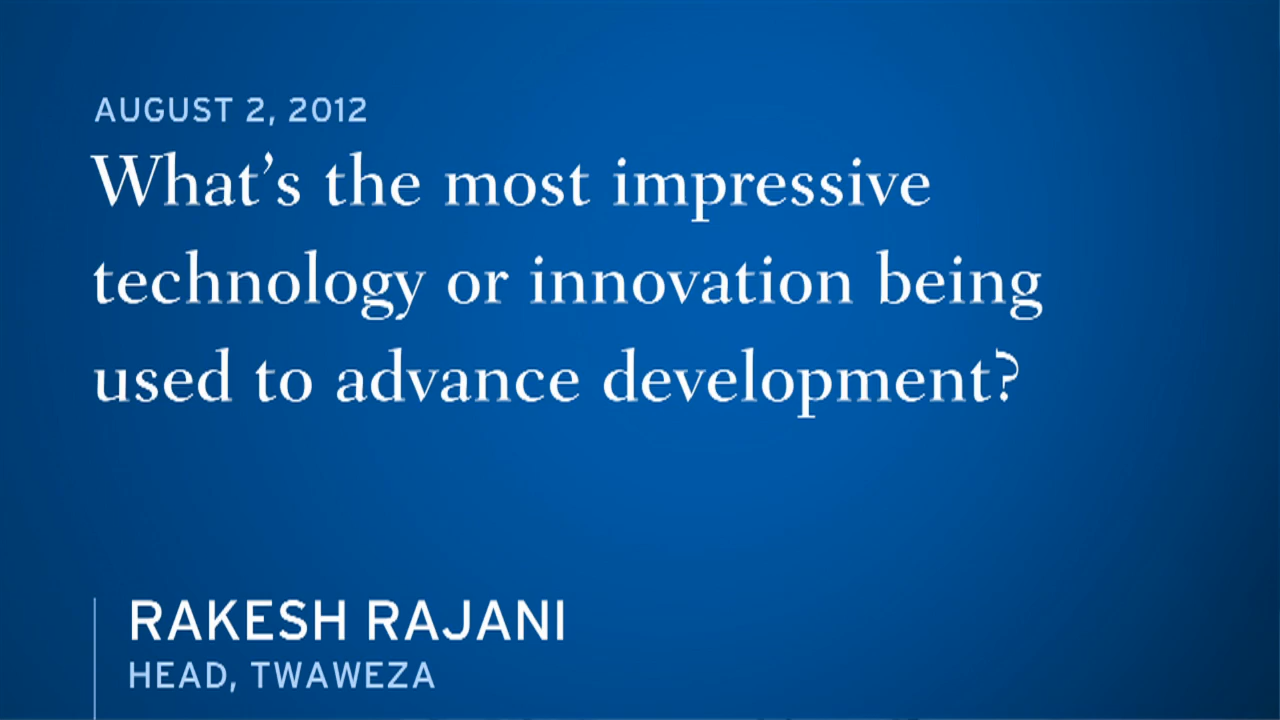 AUGUST 2, 2012
What's the most impressive
technology or innovation being
used to advance development?
RAKESH RAJANI
HEAD, TWAWEZA